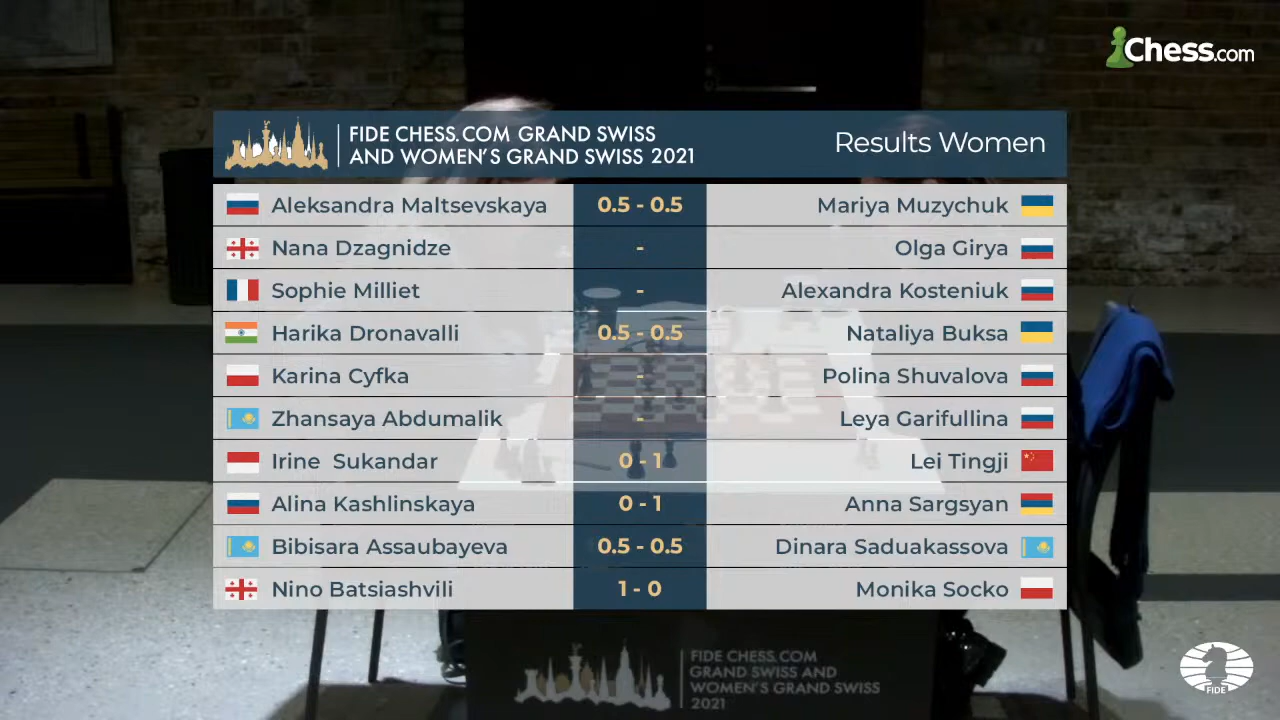 Chess.com
FIDE CHESS.COM GRAND SWISS
AND WOMEN'S GRAND SWISS 2021
Results Women
Aleksandra Maltsevskaya 0.5 - 0.5 Mariya Muzychuk
Nana Dzagnidze - Olga Girya
Sophie Milliet - Alexandra Kosteniuk
Harika Dronavalli 0.5 - 0.5 Nataliya Buksa
Karina Cyfka - Polina Shuvalova
Zhansaya Abdumalik - Leya Garifullina
Irine Sukandar 0 - 1 Lei Tingji
Alina Kashlinskaya 0 - 1 Anna Sargsyan
Bibisara Assaubayeva 0.5 - 0.5 Dinara Saduakassova
Nino Batsiashvili 1 - 0 Monika Socko
FIDE CHESS.COM
GRAND SWISS AND
WOMEN'S GRAND SWISS
2021
FIDE